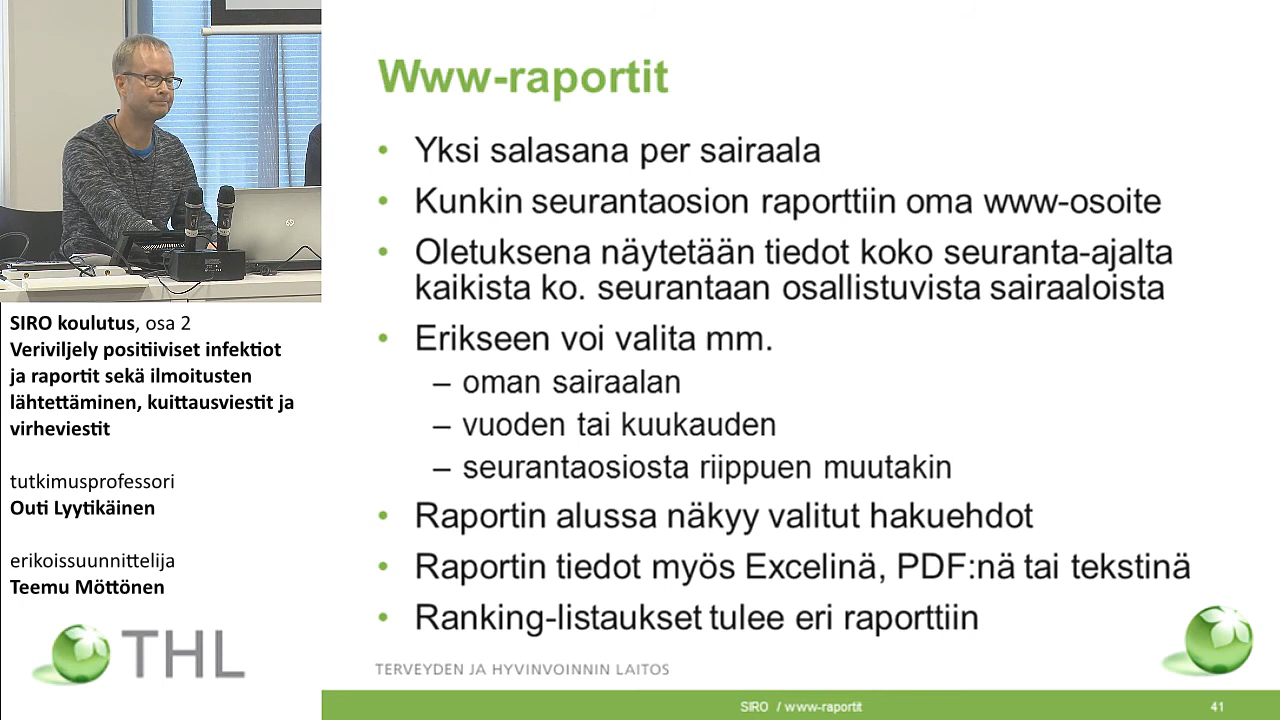 Www-raportit
• Yksi salasana per sairaala
• Kunkin seurantaosion raporttiin oma www-osoite
• Oletuksena näytetään tiedot koko seuranta-ajalta
kaikista ko. seurantaan osallistuvista sairaaloista
• Erikseen voi valita mm.
– oman sairaalan
– vuoden tai kuukauden
– seurantaosiosta riippuen muutakin
• Raportin alussa näkyy valitut hakuehdot
• Raportin tiedot myös Excelinä, PDF:nä tai tekstinä
• Ranking-listaukset tulee eri raporttiin
TERVEYDEN JA HYVINVOINNIN LAITOS
SIRO / www-raportit
41
SIRO koulutus, osa 2
Veriviljely positiiviset infektiot
ja raportit sekä ilmoitusten
lähtettäminen, kuittausviestit ja
virheviestit
tutkimusprofessori
Outi Lyytikäinen
erikoissuunnittelija
Teemu Möttönen
THL
hp